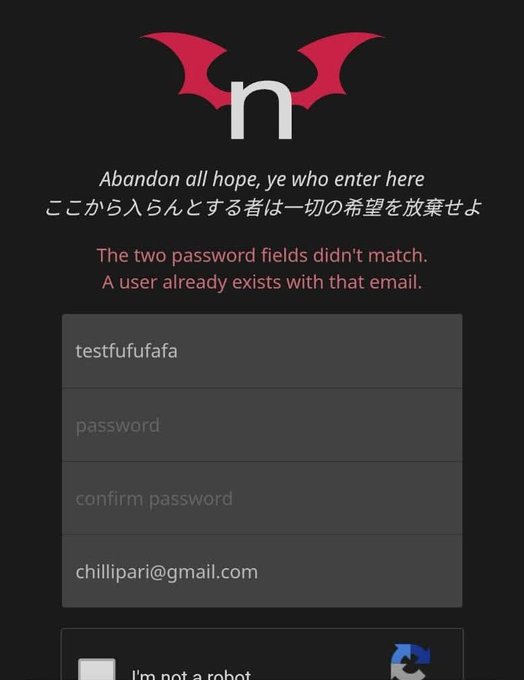 n
Abandon all hope, ye who enter here
ここから入らんとする者は一切の希望を放棄せよ
The two password fields didn't match.
A user already exists with that email.
testfufufafa
password
confirm password
chillipari@gmail.com
I'm not a robot